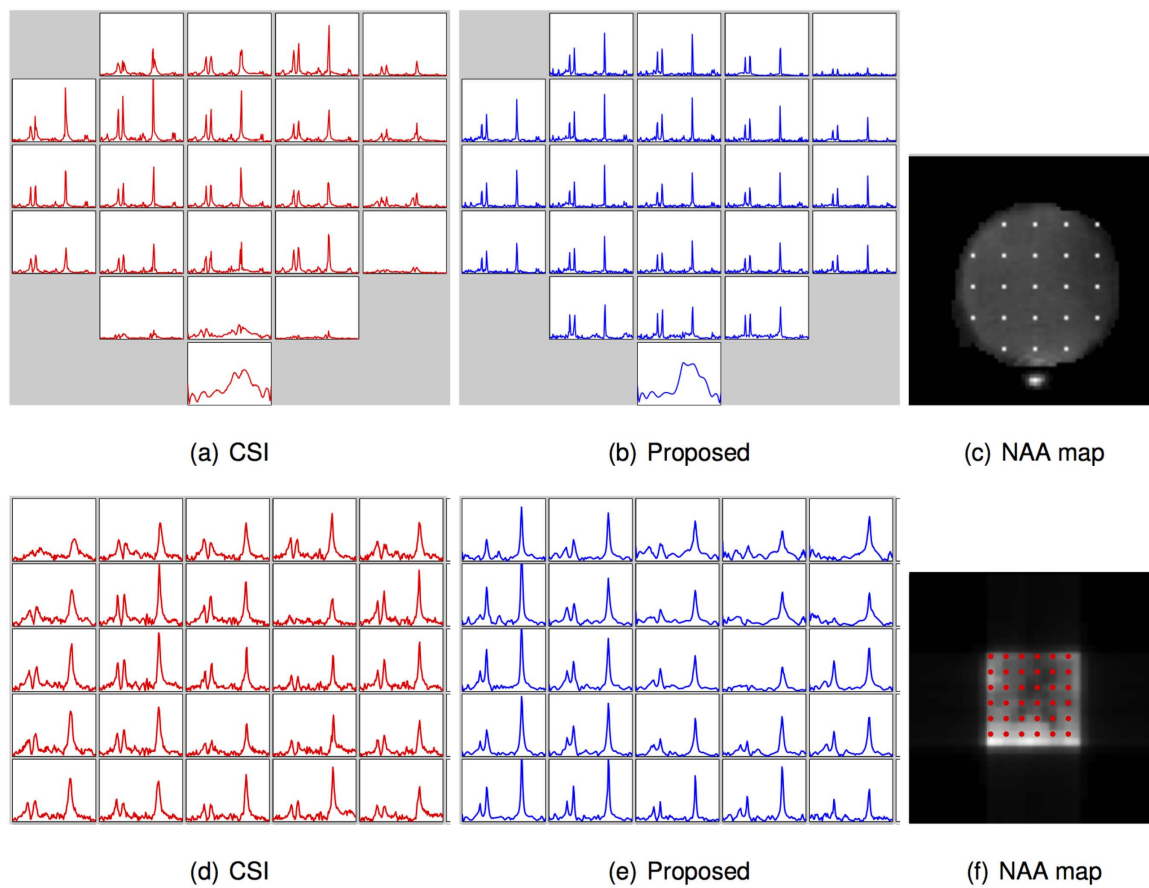 (a) CSI
(b) Proposed
(c) NAA map
(d) CSI
(e) Proposed
(f) NAA map